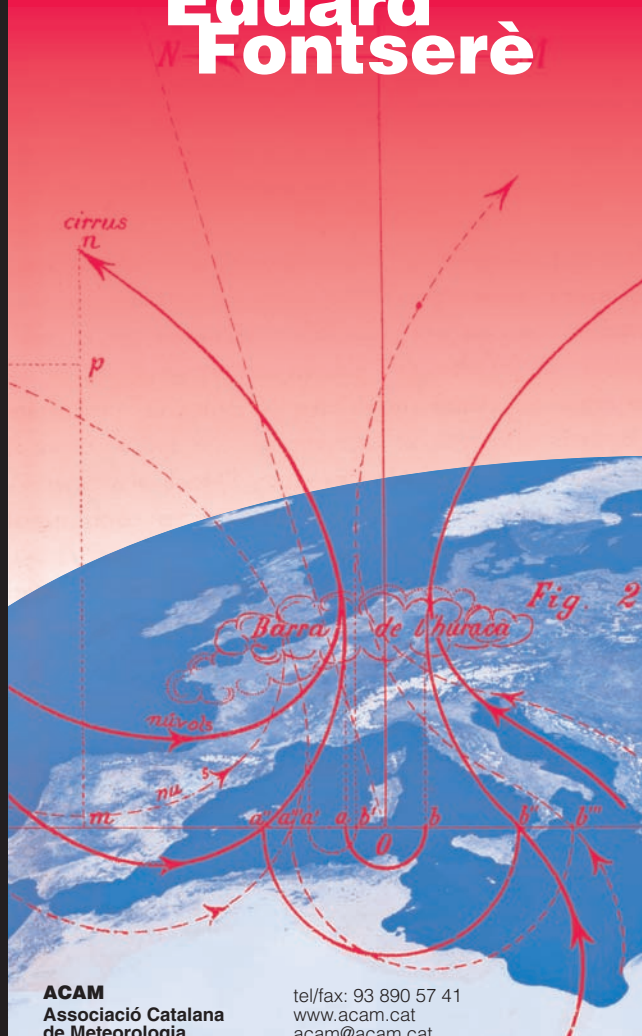 Eduard
Fontserè
N
cirrus
n
p
Fig. 2
Barra de l'huracà
núvols
nu s
m a'' a''' a' a b' b b'' b'''
O
ACAM
Associació Catalana
de Meteorologia
tel/fax: 93 890 57 41
www.acam.cat
acam@acam.cat